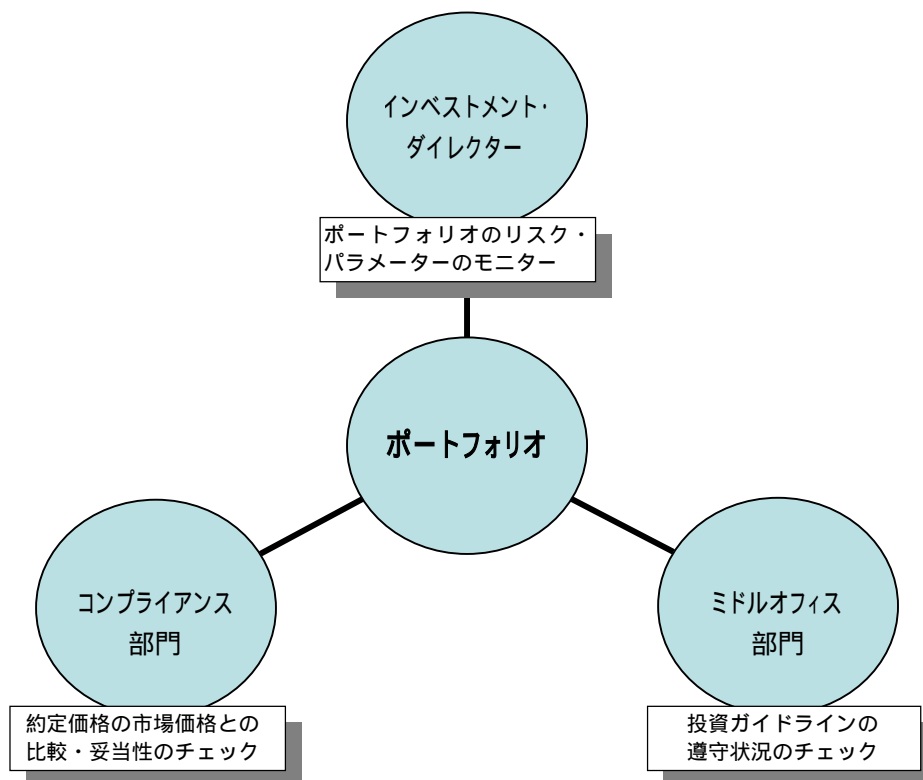 インベストメント・
ダイレクター
ポートフォリオのリスク・
パラメーターのモニター
ポートフォリオ
コンプライアンス
部門
約定価格の市場価格との
比較・妥当性のチェック
ミドルオフィス
部門
投資ガイドラインの
遵守状況のチェック